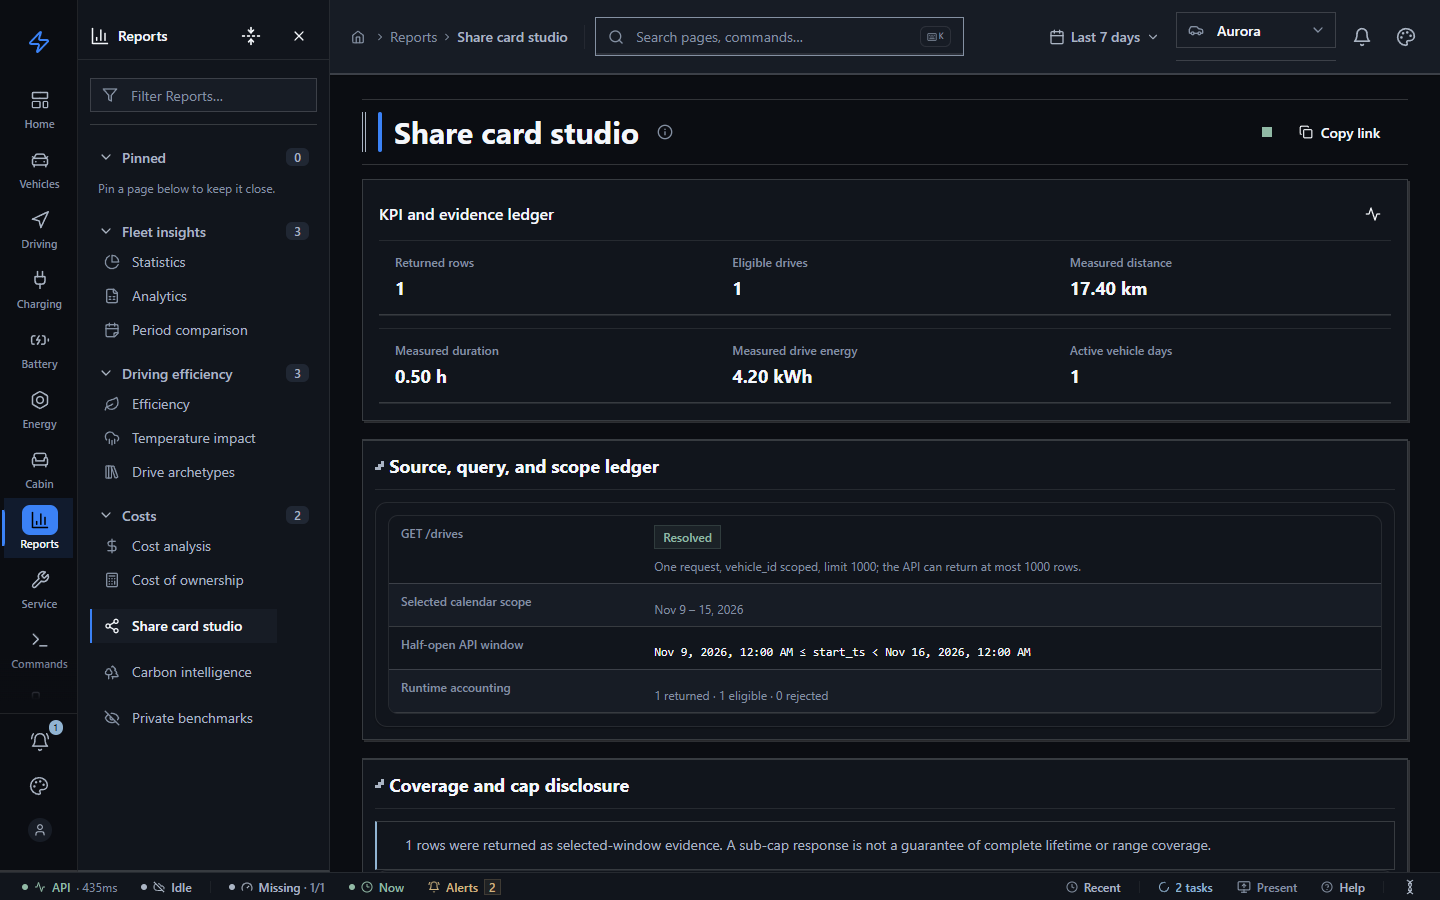 Home
Vehicles
Driving
Charging
Battery
Energy
Cabin
Reports
Service
Commands
1
Reports
Filter Reports...
Pinned 0
Pin a page below to keep it close.
Fleet insights 3
Statistics
Analytics
Period comparison
Driving efficiency 3
Efficiency
Temperature impact
Drive archetypes
Costs 2
Cost analysis
Cost of ownership
Share card studio
Carbon intelligence
Private benchmarks
Reports Share card studio
Search pages, commands... K
Last 7 days
Aurora
Share card studio
Copy link
KPI and evidence ledger
Returned rows Eligible drives Measured distance
1 1 17.40 km
Measured duration Measured drive energy Active vehicle days
0.50 h 4.20 kWh 1
Source, query, and scope ledger
GET /drives Resolved
One request, vehicle_id scoped, limit 1000; the API can return at most 1000 rows.
Selected calendar scope Nov 9 – 15, 2026
Half-open API window Nov 9, 2026, 12:00 AM ≤ start_ts < Nov 16, 2026, 12:00 AM
Runtime accounting 1 returned · 1 eligible · 0 rejected
Coverage and cap disclosure
1 rows were returned as selected-window evidence. A sub-cap response is not a guarantee of complete lifetime or range coverage.
API · 435ms Idle Missing · 1/1 Now Alerts 2 Recent 2 tasks Present Help